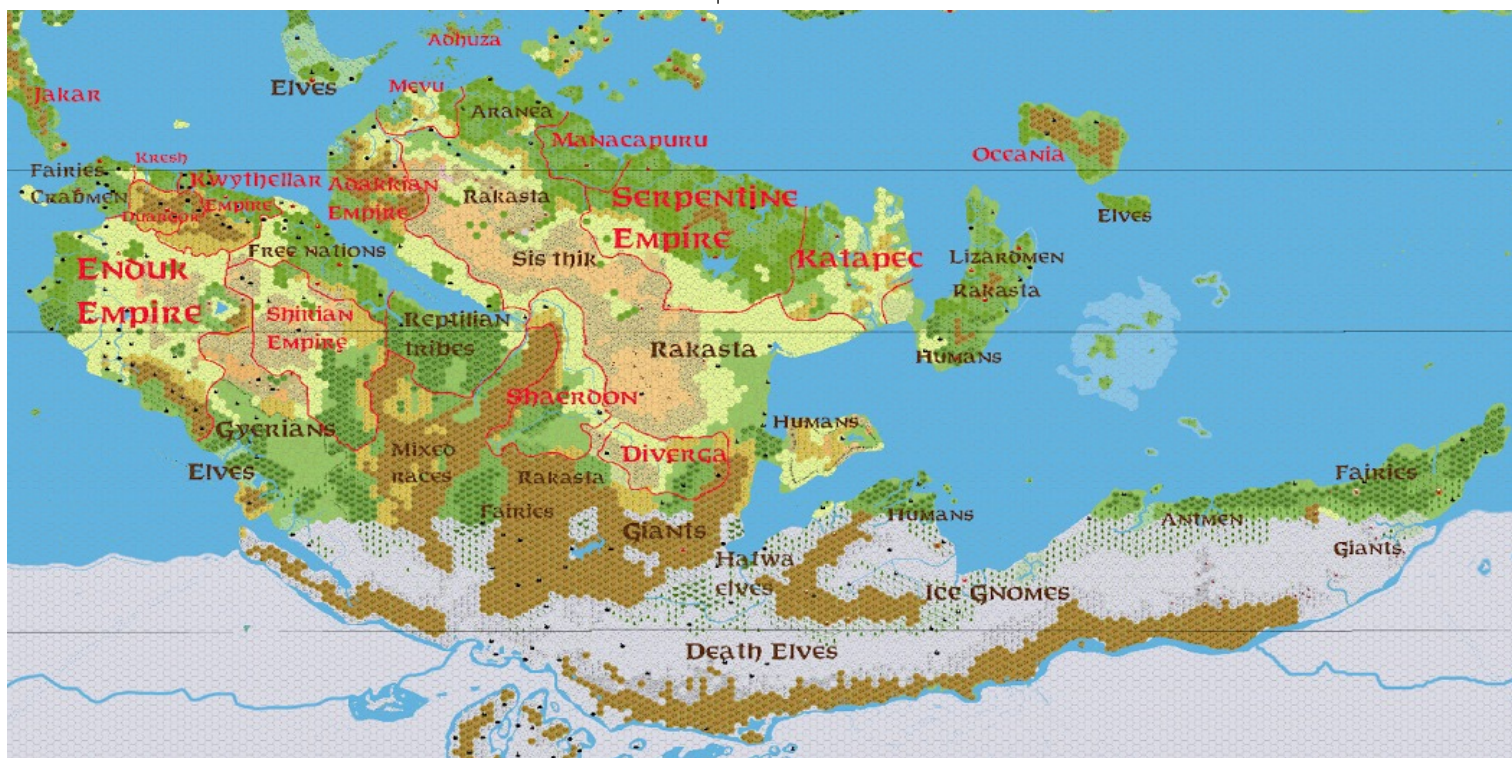 Adhuza
Elves
Mevu
Jakar
Aranea
Manacapuru
Oceania
Kresh
Fairies
Crabmen
Kwythellar
Empire
Adakkian
Empire
Rakasta
Serpentine
Empire
Elves
Free nations
Enduk
Empire
Sis'thik
Katapec
Lizardmen
Rakasta
Shirian
Empire
Reptilian
tribes
Rakasta
Humans
Shaerdon
Gyerians
Humans
Mixed
races
Diverga
Elves
Rakasta
Fairies
Fairies
Giants
Humans
Antmen
Giants
Hafwa
elves
Ice Gnomes
Death Elves